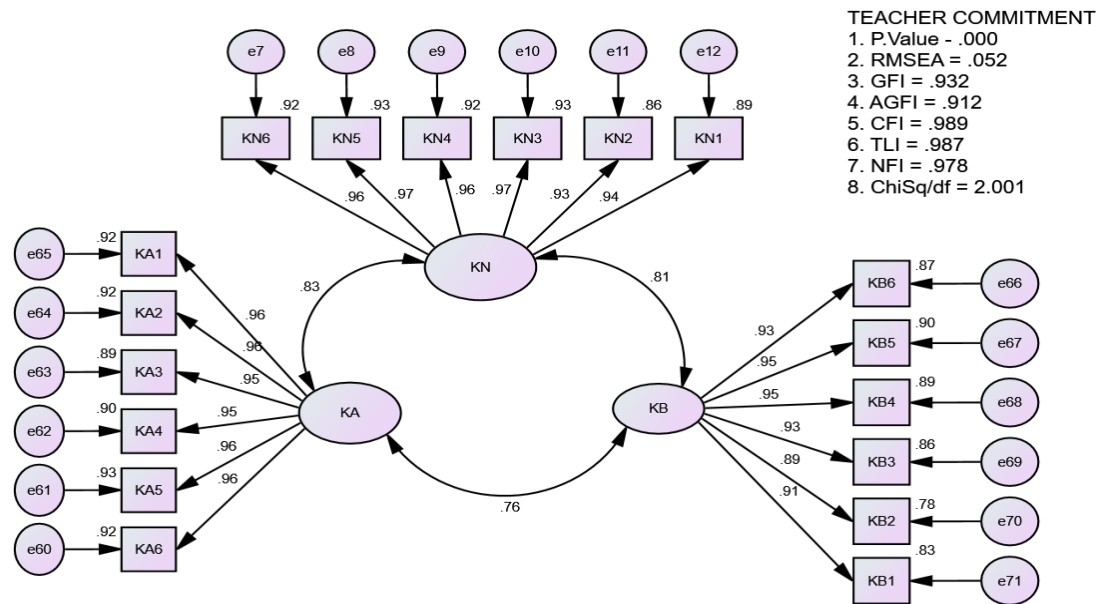 TEACHER COMMITMENT
1. P.Value - .000
2. RMSEA = .052
3. GFI = .932
4. AGFI = .912
5. CFI = .989
6. TLI = .987
7. NFI = .978
8. ChiSq/df = 2.001
e7 e8 e9 e10 e11 e12
.92 .93 .92 .93 .86 .89
KN6 KN5 KN4 KN3 KN2 KN1
.96 .97 .96 .97 .93 .94
KN
.83 .81
e65 .92 KA1
e64 .92 KA2
e63 .89 KA3
e62 .90 KA4
e61 .93 KA5
e60 .92 KA6
.96
.96
.95
.95
.96
.96
KA
.76
KB
.93
.95
.95
.93
.89
.91
KB6 .87 e66
KB5 .90 e67
KB4 .89 e68
KB3 .86 e69
KB2 .78 e70
KB1 .83 e71